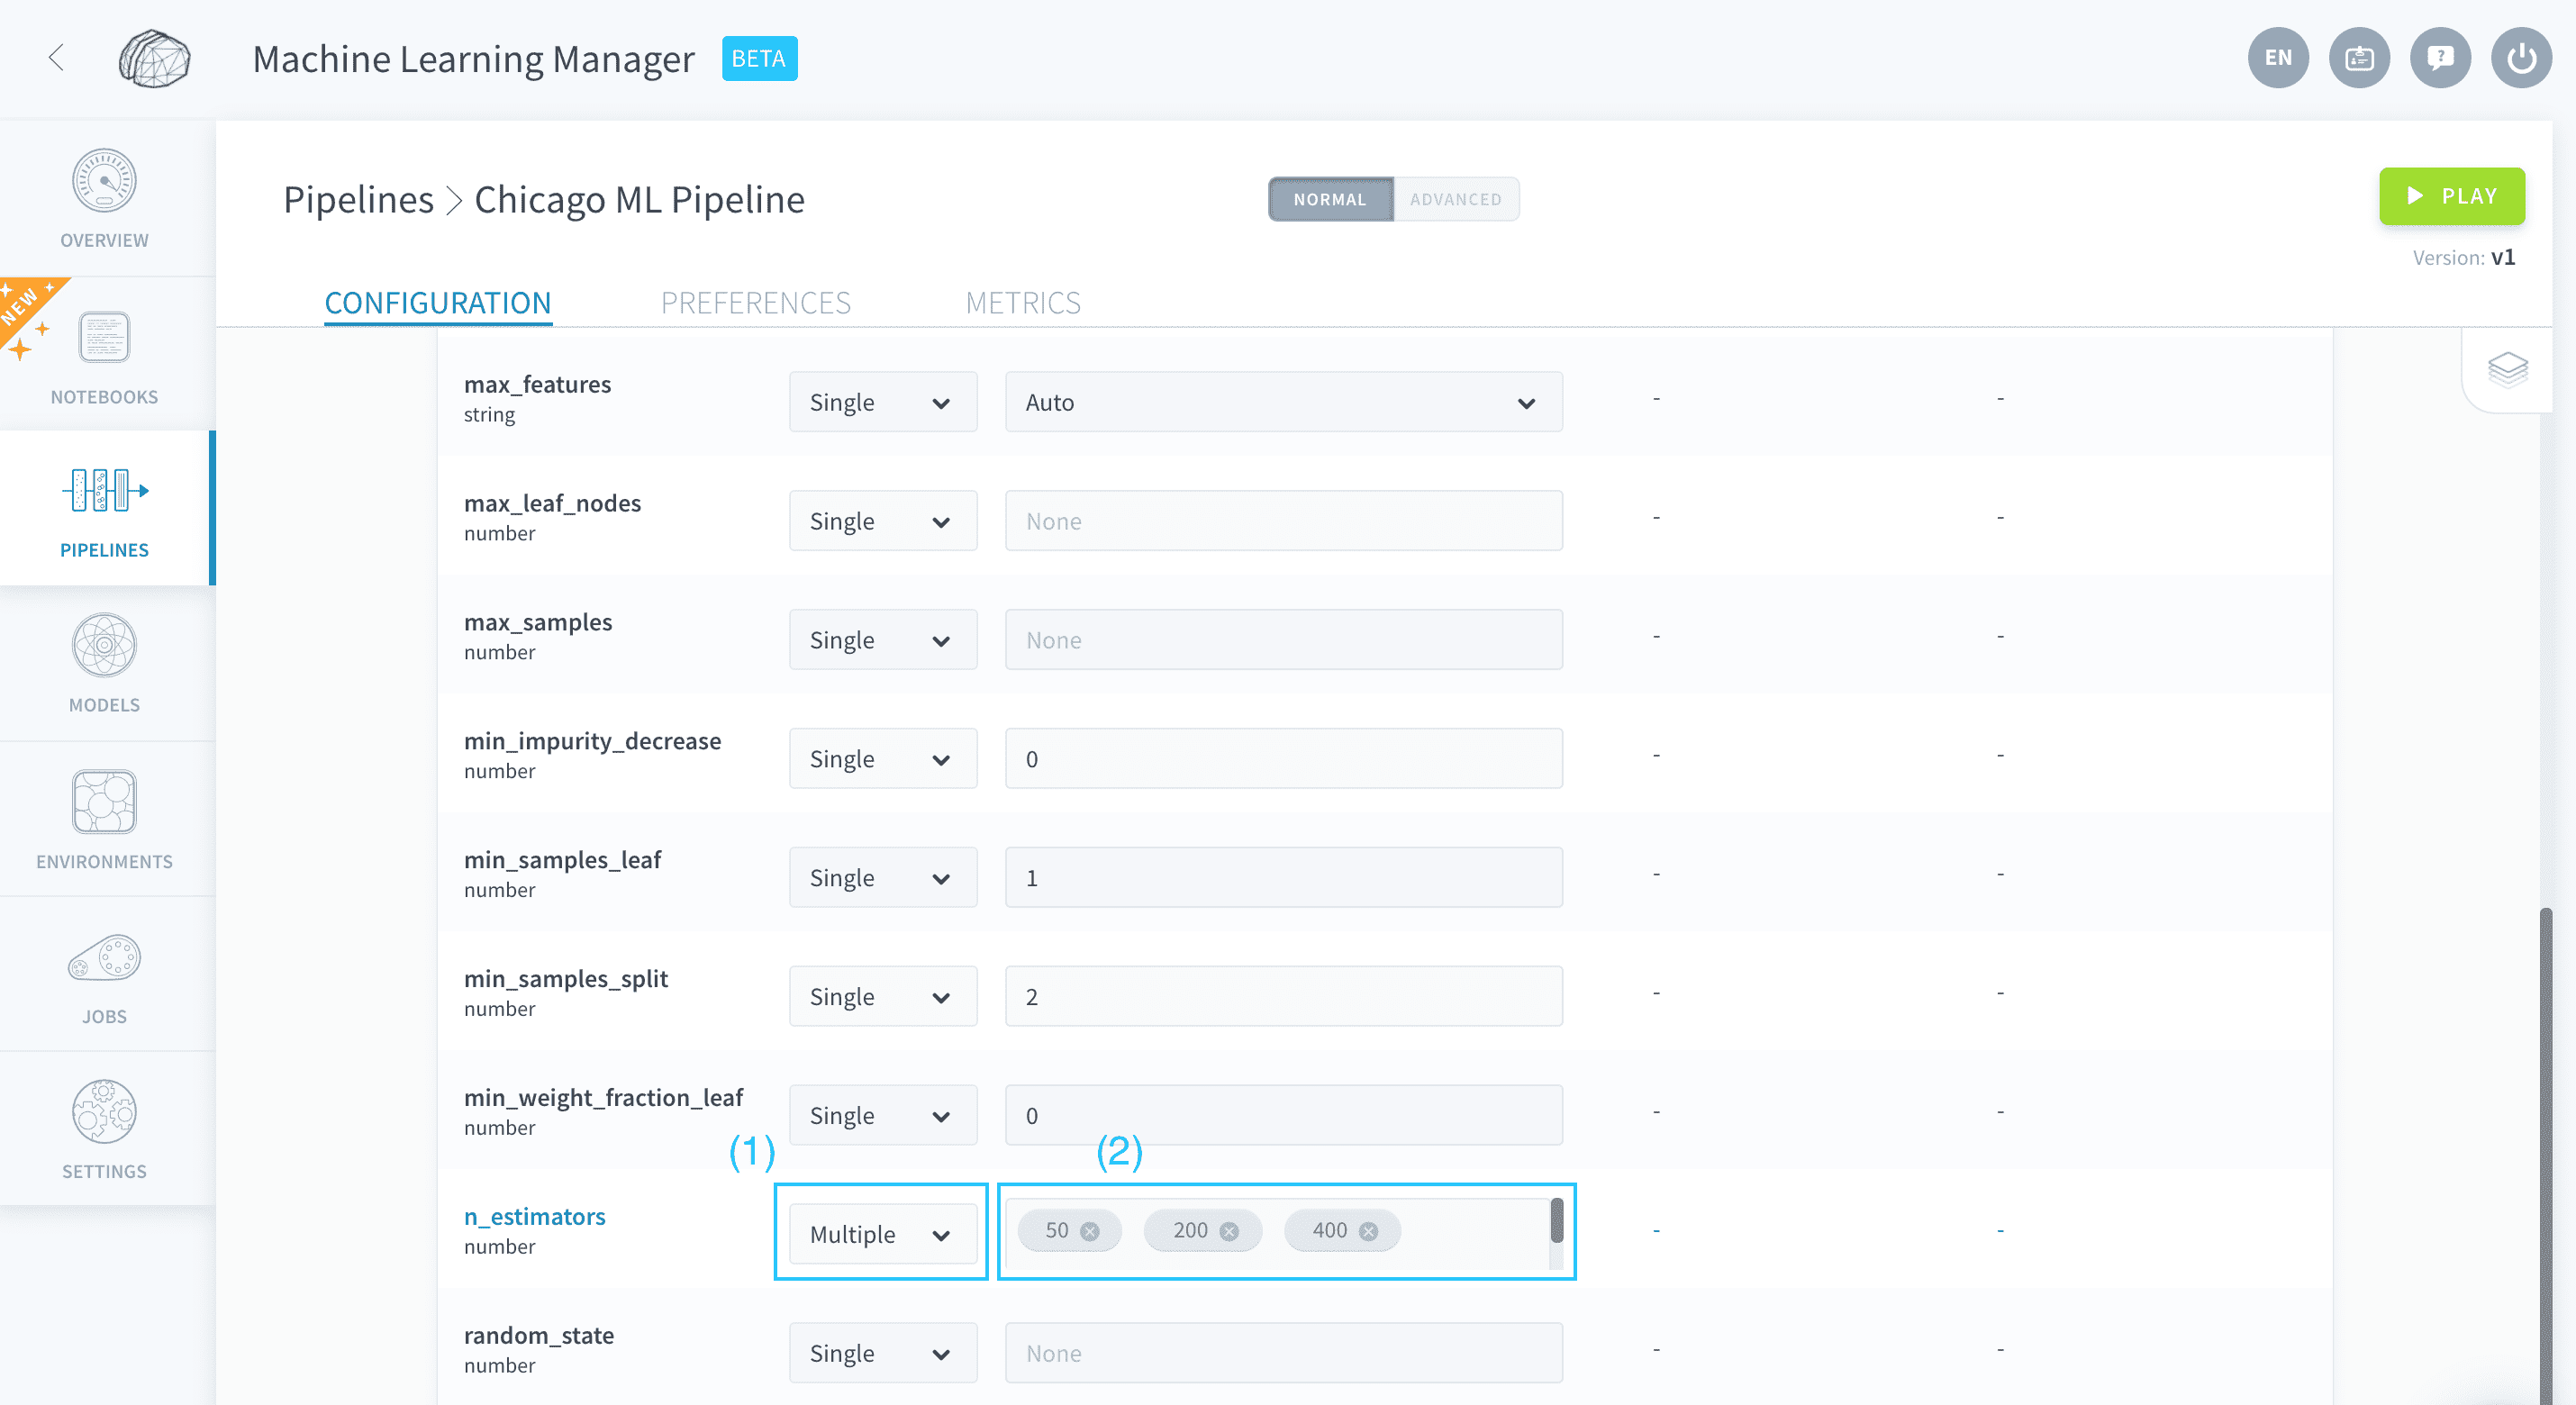 Machine Learning Manager BETA
EN
OVERVIEW
NEW
NOTEBOOKS
PIPELINES
MODELS
ENVIRONMENTS
JOBS
SETTINGS
Pipelines > Chicago ML Pipeline
NORMAL ADVANCED
PLAY
Version: v1
CONFIGURATION PREFERENCES METRICS
max_features
string
Single
Auto
-
-
max_leaf_nodes
number
Single
None
-
-
max_samples
number
Single
None
-
-
min_impurity_decrease
number
Single
0
-
-
min_samples_leaf
number
Single
1
-
-
min_samples_split
number
Single
2
-
-
min_weight_fraction_leaf
number
Single
0
-
-
(1)
(2)
n_estimators
number
Multiple
50 200 400
-
-
random_state
number
Single
None
-
-